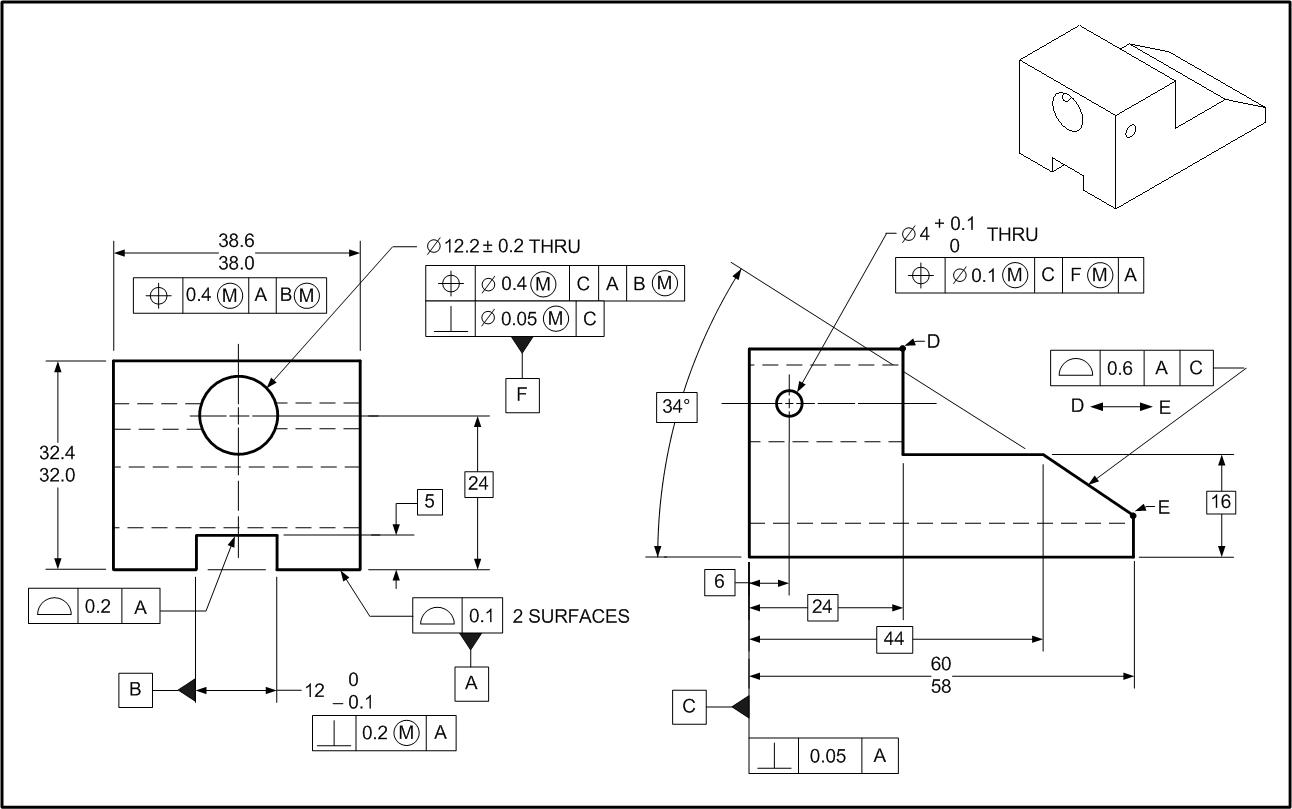 38.6
38.0
⌖ 0.4 Ⓜ A B Ⓜ
⌀12.2 ± 0.2 THRU
⌖ ⌀ 0.4 Ⓜ C A B Ⓜ
⟂ ⌀ 0.05 Ⓜ C
F
32.4
32.0
24
5
⌓ 0.2 A
⌓ 0.1 2 SURFACES
A
B
12 0
– 0.1
⟂ 0.2 Ⓜ A
⌀4 + 0.1
0 THRU
⌖ ⌀ 0.1 Ⓜ C F Ⓜ A
D
⌓ 0.6 A C
D ↔ E
34°
E
16
6
24
44
60
58
C
⟂ 0.05 A